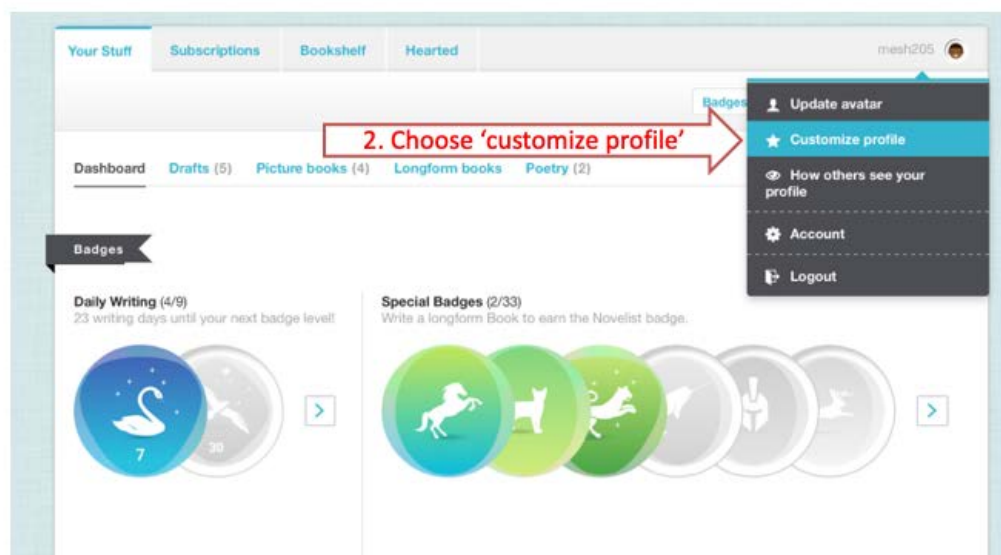 Your Stuff Subscriptions Bookshelf Hearted mesh205
Badges
Update avatar
2. Choose ‘customize profile’
Customize profile
Dashboard Drafts (5) Picture books (4) Longform books Poetry (2)
How others see your
profile
Account
Logout
Badges
Daily Writing (4/9)
23 writing days until your next badge level!
Special Badges (2/33)
Write a longform Book to earn the Novelist badge.
7
30